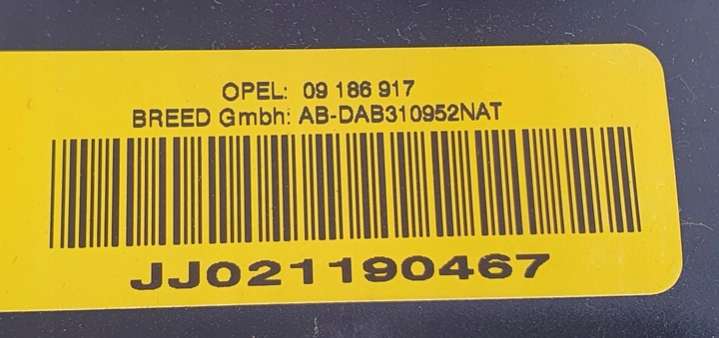 OPEL: 09 186 917
BREED Gmbh: AB-DAB310952NAT
JJ021190467